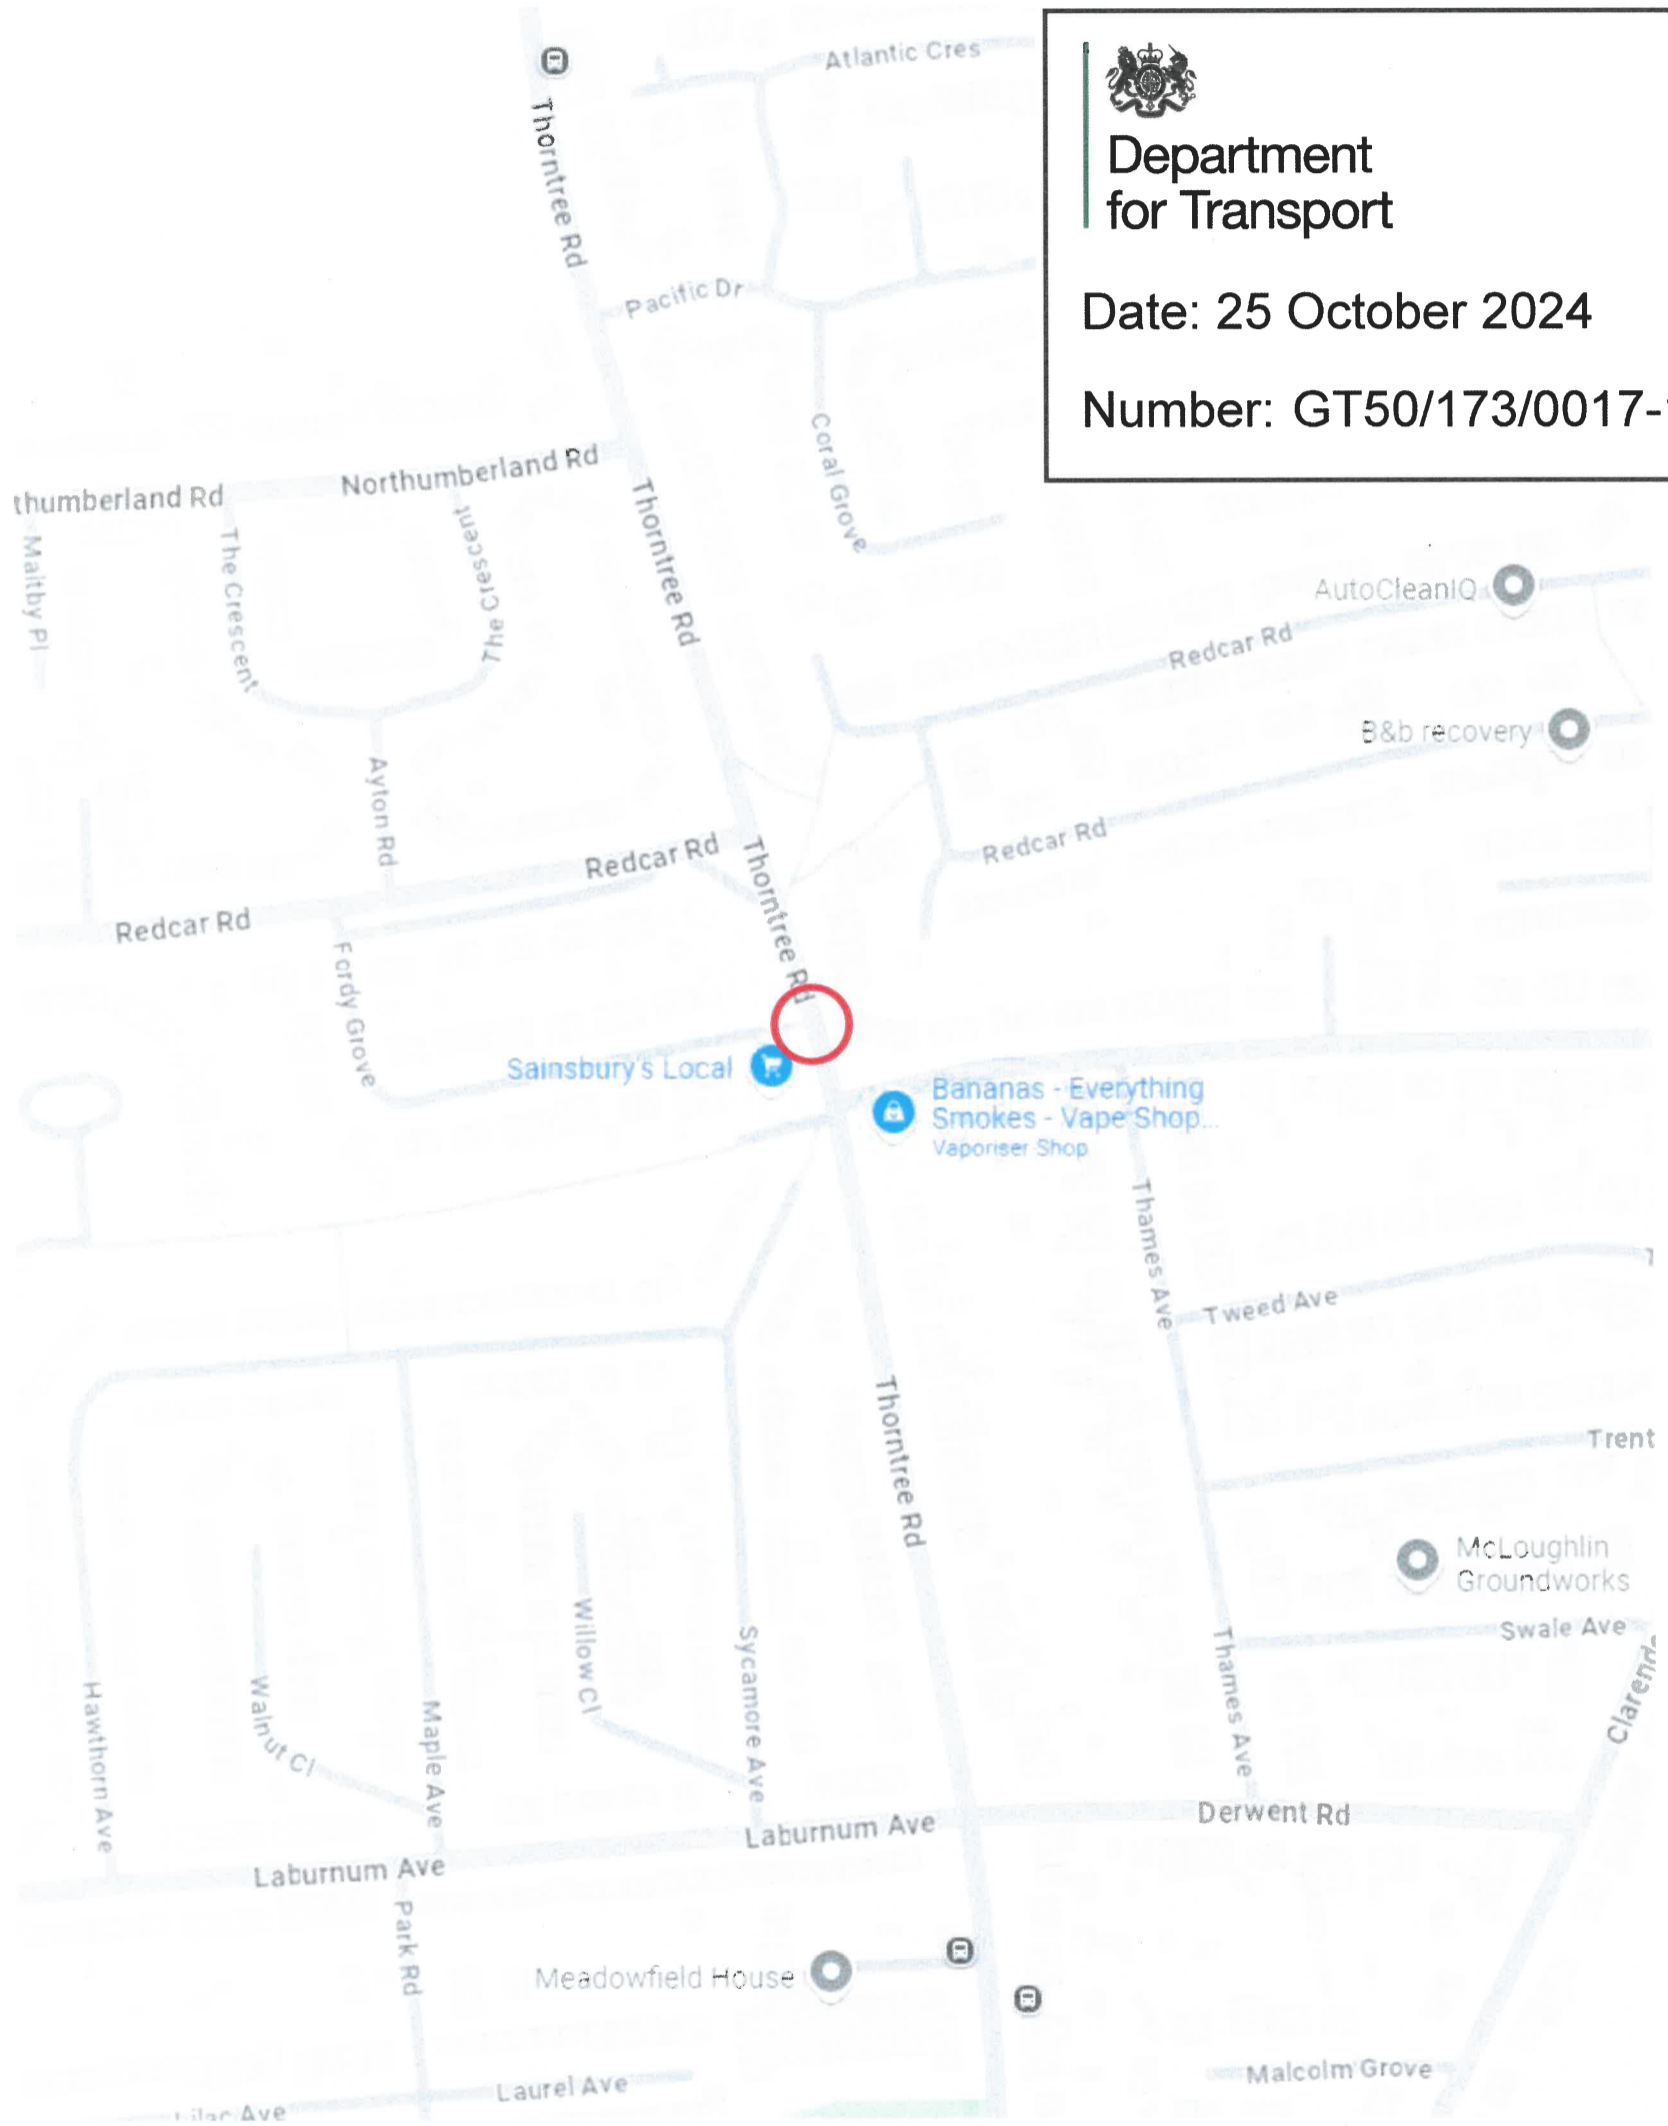 Atlantic Cres
Department
for Transport
Date: 25 October 2024
Number: GT50/173/0017-
Thorntree Rd
Pacific Dr
Coral Grove
Northumberland Rd
thumberland Rd
Thorntree Rd
The Crescent
The Crescent
Maltby Pl
AutoCleanIQ
Redcar Rd
B&b recovery
Ayton Rd
Redcar Rd
Redcar Rd
Thorntree Rd
Redcar Rd
Fordy Grove
Sainsbury's Local
Bananas - Everything
Smokes - Vape Shop...
Vaporiser Shop
Thames Ave
Tweed Ave
Thorntree Rd
Trent
McLoughlin
Groundworks
Swale Ave
Willow Cl
Sycamore Ave
Thames Ave
Hawthorn Ave
Walnut Cl
Maple Ave
Clarend
Derwent Rd
Laburnum Ave
Laburnum Ave
Park Rd
Meadowfield House
Malcolm Grove
Laurel Ave
Lilac Ave